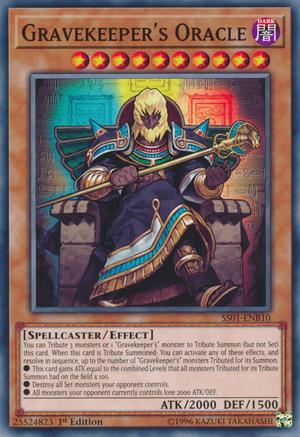 GRAVEKEEPER'S ORACLE
DARK
闇
SS01-ENB10
[SPELLCASTER/EFFECT]
You can Tribute 3 monsters or 1 "Gravekeeper's" monster to Tribute Summon (but not Set)
this card. When this card is Tribute Summoned: You can activate any of these effects, and
resolve in sequence, up to the number of "Gravekeeper's" monsters Tributed for its Summon;
● This card gains ATK equal to the combined Levels that all monsters Tributed for its Tribute
Summon had on the field x 100.
● Destroy all Set monsters your opponent controls.
● All monsters your opponent currently controls lose 2000 ATK/DEF.
ATK/2000 DEF/1500
25524823 1st Edition ©1996 KAZUKI TAKAHASHI